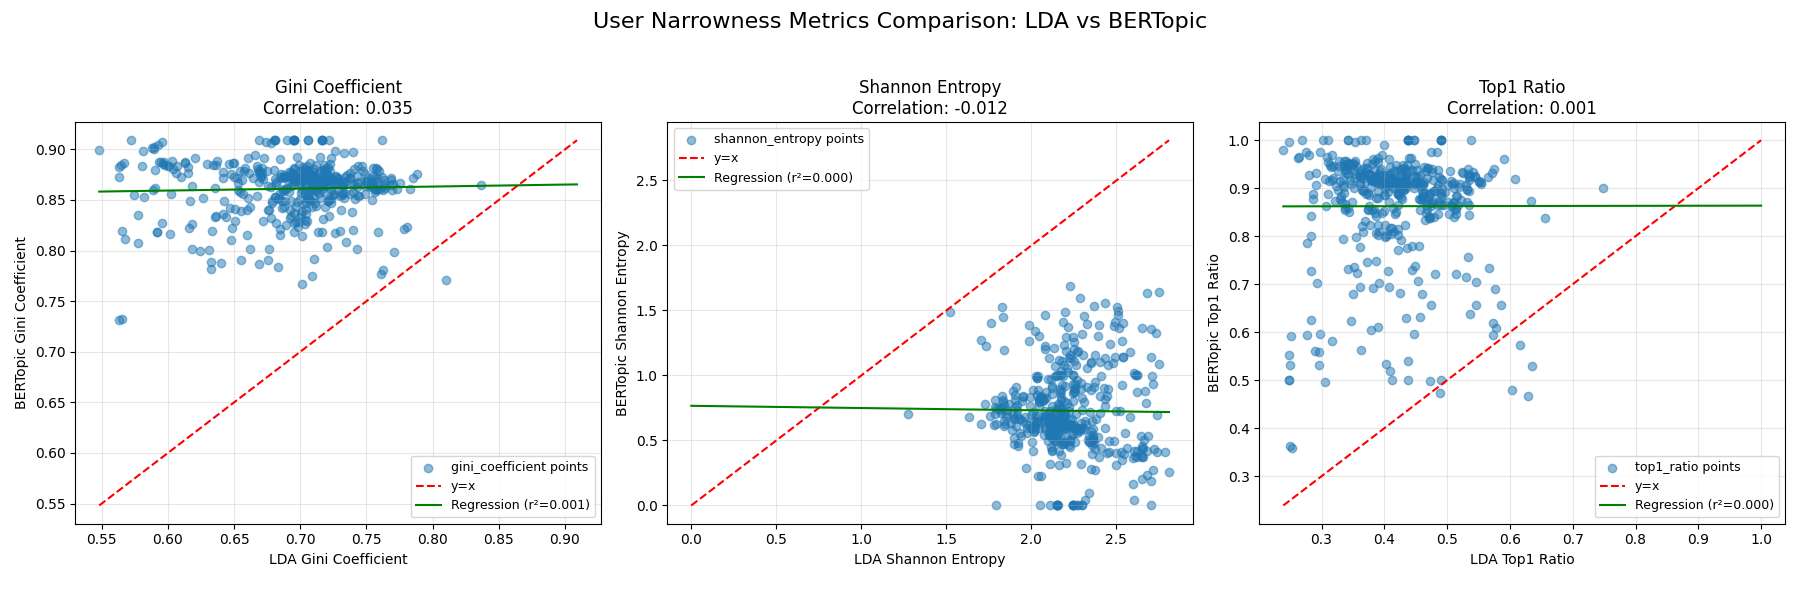 User Narrowness Metrics Comparison: LDA vs BERTopic
Gini Coefficient
Correlation: 0.035
BERTopic Gini Coefficient
0.90
0.85
0.80
0.75
0.70
0.65
0.60
0.55
gini_coefficient points
y=x
Regression (r²=0.001)
0.55 0.60 0.65 0.70 0.75 0.80 0.85 0.90
LDA Gini Coefficient
Shannon Entropy
Correlation: -0.012
BERTopic Shannon Entropy
shannon_entropy points
y=x
Regression (r²=0.000)
2.5
2.0
1.5
1.0
0.5
0.0
0.0 0.5 1.0 1.5 2.0 2.5
LDA Shannon Entropy
Top1 Ratio
Correlation: 0.001
BERTopic Top1 Ratio
1.0
0.9
0.8
0.7
0.6
0.5
0.4
0.3
top1_ratio points
y=x
Regression (r²=0.000)
0.3 0.4 0.5 0.6 0.7 0.8 0.9 1.0
LDA Top1 Ratio